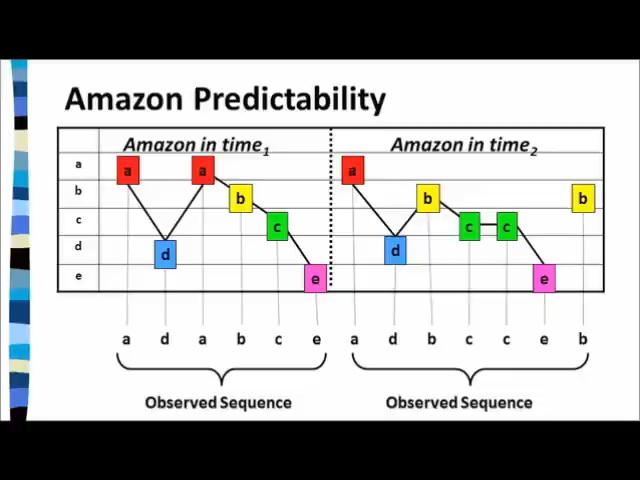 Amazon Predictability
Amazon in time1
Amazon in time2
a a a a
b b b b
c c c c
d d d
e e e
a d a b c e
a d b c c e b
Observed Sequence
Observed Sequence